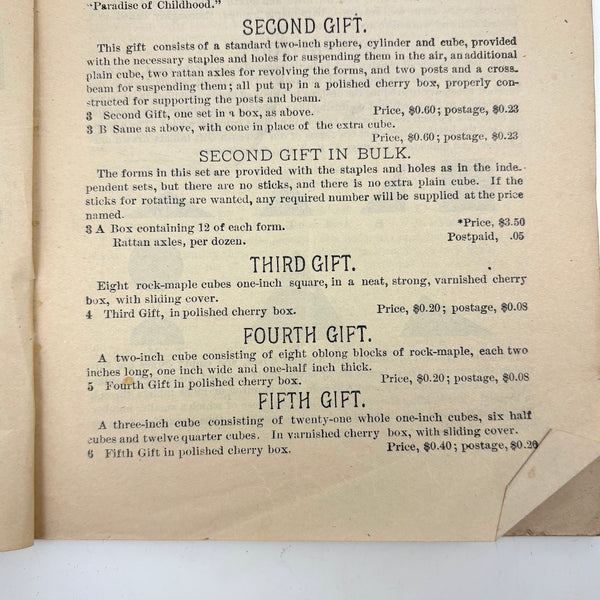 "Paradise of Childhood."
SECOND GIFT.
This gift consists of a standard two-inch sphere, cylinder and cube, provided
with the necessary staples and holes for suspending them in the air, an additional
plain cube, two rattan axles for revolving the forms, and two posts and a cross-
beam for suspending them; all put up in a polished cherry box, properly con-
structed for supporting the posts and beam.
3 Second Gift, one set in a box, as above. Price, $0.60; postage, $0.23
3 B Same as above, with cone in place of the extra cube.
Price, $0.60; postage, $0.23
SECOND GIFT IN BULK.
The forms in this set are provided with the staples and holes as in the inde-
pendent sets, but there are no sticks, and there is no extra plain cube. If the
sticks for rotating are wanted, any required number will be supplied at the price
named.
3 A Box containing 12 of each form. *Price, $3.50
Rattan axles, per dozen. Postpaid, .05
THIRD GIFT.
Eight rock-maple cubes one-inch square, in a neat, strong, varnished cherry
box, with sliding cover.
4 Third Gift, in polished cherry box. Price, $0.20; postage, $0.08
FOURTH GIFT.
A two-inch cube consisting of eight oblong blocks of rock-maple, each two
inches long, one inch wide and one-half inch thick.
5 Fourth Gift in polished cherry box. Price, $0.20; postage, $0.08
FIFTH GIFT.
A three-inch cube consisting of twenty-one whole one-inch cubes, six half
cubes and twelve quarter cubes. In varnished cherry box, with sliding cover.
6 Fifth Gift in polished cherry box. Price, $0.40; postage, $0.20